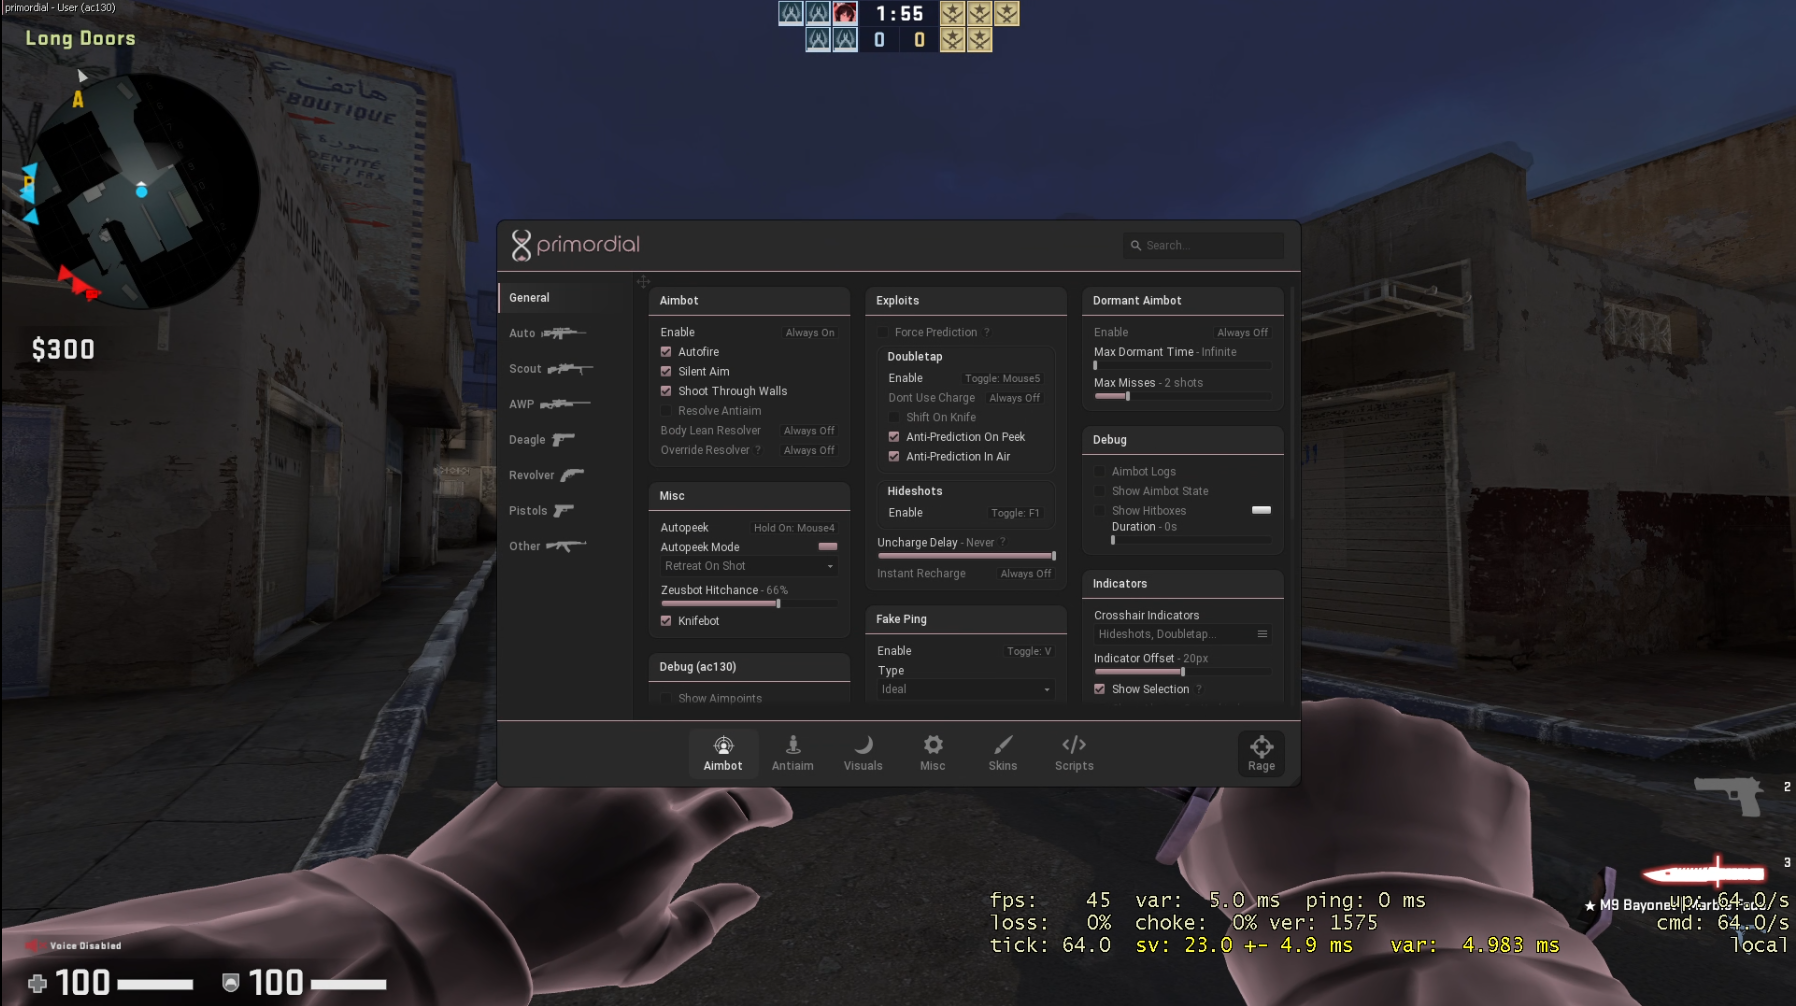 primordial - User (ac130)
Long Doors
1:55
0 0
A
$300
هاتف ع
BOUTIQUE
IDENTITÉ
SALON DE
primordial
Search...
General
Auto
Scout
AWP
Deagle
Revolver
Pistols
Other
Aimbot
Enable Always On
Autofire
Silent Aim
Shoot Through Walls
Resolve Antiaim
Body Lean Resolver Always Off
Override Resolver ? Always Off
Misc
Autopeek Hold On: Mouse4
Autopeek Mode
Retreat On Shot
Zeusbot Hitchance - 66%
Knifebot
Debug (ac130)
Show Aimpoints
Exploits
Force Prediction ?
Doubletap
Enable Toggle: Mouse5
Dont Use Charge Always Off
Shift On Knife
Anti-Prediction On Peek
Anti-Prediction In Air
Hideshots
Enable Toggle: F1
Uncharge Delay - Never ?
Instant Recharge Always Off
Fake Ping
Enable Toggle: V
Type
Ideal
Dormant Aimbot
Enable Always Off
Max Dormant Time - Infinite
Max Misses - 2 shots
Debug
Aimbot Logs
Show Aimbot State
Show Hitboxes
Duration - 0s
Indicators
Crosshair Indicators
Hideshots, Doubletap...
Indicator Offset - 20px
Show Selection ?
Aimbot
Antiaim
Visuals
Misc
Skins
Scripts
Rage
2
3
★ M9 Bayonet
fps: 45 var: 5.0 ms ping: 0 ms
up: 64.0/s
loss: 0% choke: 0% ver: 1575
cmd: 64.0/s
tick: 64.0 sv: 23.0 +- 4.9 ms var: 4.983 ms
local
Voice Disabled
100
100